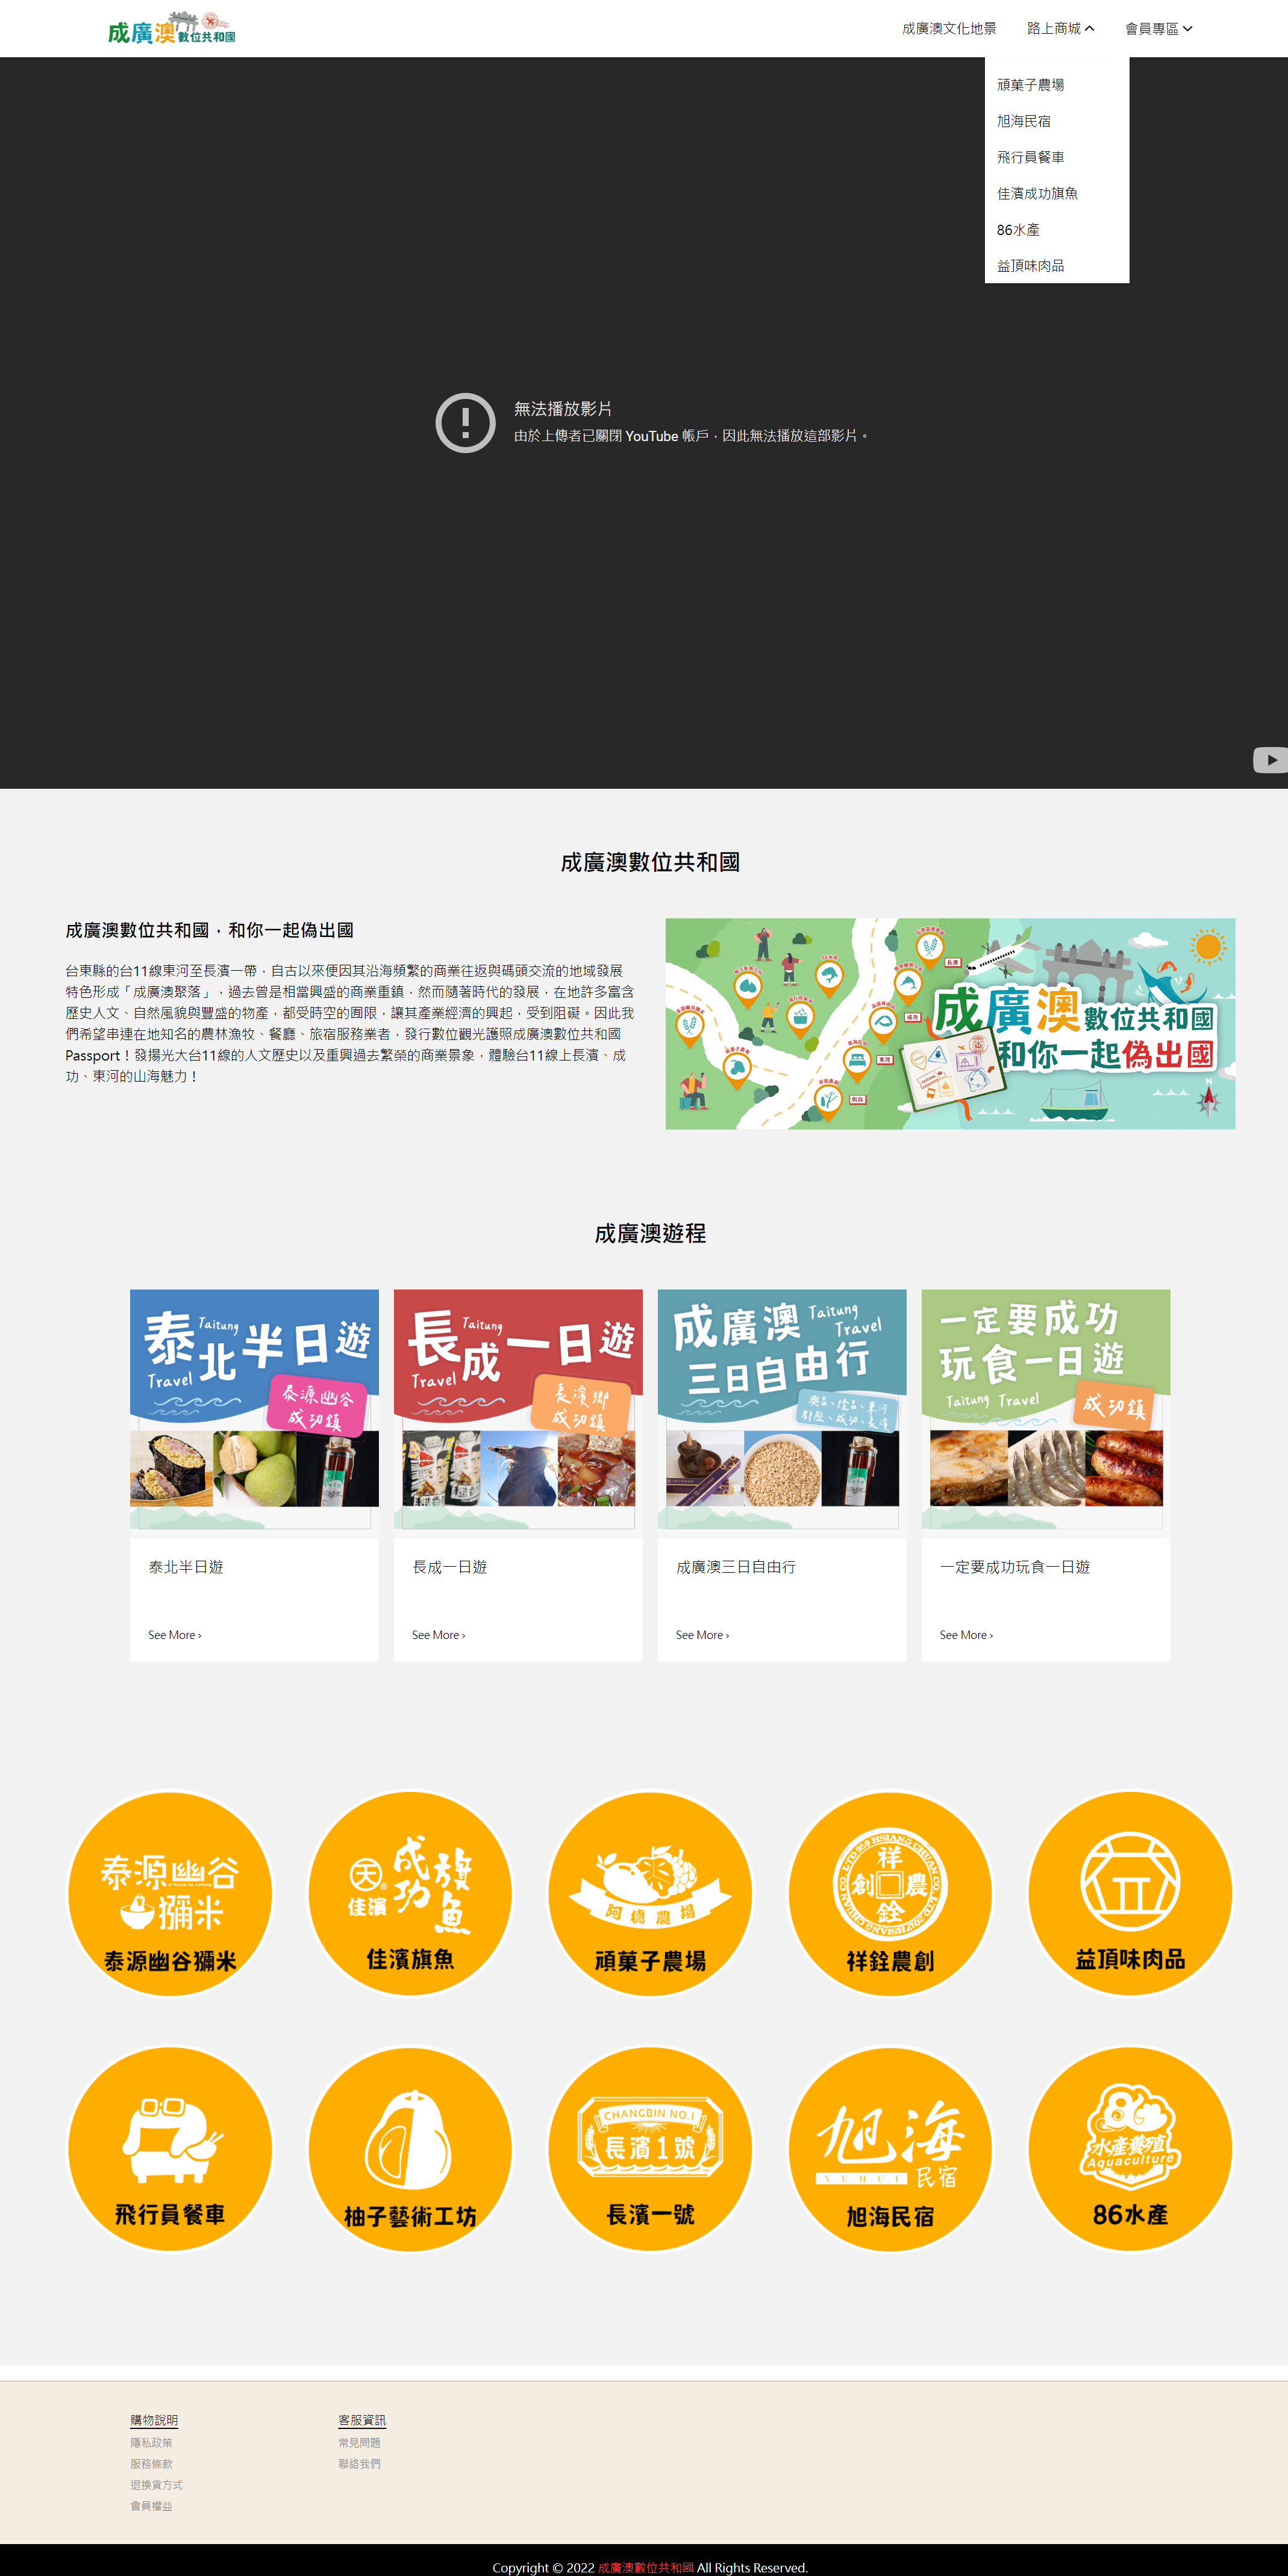 成廣澳數位共和國
成廣澳文化地景
路上商城
會員專區
頑菓子農場
旭海民宿
飛行員餐車
佳濱成功旗魚
86水產
益頂味肉品
無法播放影片
由於上傳者已關閉 YouTube 帳戶，因此無法播放這部影片。
成廣澳數位共和國
成廣澳數位共和國，和你一起偽出國
台東縣的台11線東河至長濱一帶，自古以來便因其沿海頻繁的商業往返與碼頭交流的地域發展
特色形成「成廣澳聚落」，過去曾是相當興盛的商業重鎮，然而隨著時代的發展，在地許多富含
歷史人文、自然風貌與豐盛的物產，都受時空的囿限，讓其產業經濟的興起，受到阻礙。因此我
們希望串連在地知名的農林漁牧、餐廳、旅宿服務業者，發行數位觀光護照成廣澳數位共和國
Passport！發揚光大台11線的人文歷史以及重興過去繁榮的商業景象，體驗台11線上長濱、成
功、東河的山海魅力！
長濱
成功
東河
成廣澳數位共和國
和你一起偽出國
N
成廣澳遊程
泰北半日遊
Taitung
Travel
泰源幽谷
成功鎮
長成一日遊
Taitung
Travel
長濱鄉
成功鎮
成廣澳
Taitung
Travel
三日自由行
都歷、成功、長濱
一定要成功
玩食一日遊
Taitung Travel
成功鎮
泰北半日遊
長成一日遊
成廣澳三日自由行
一定要成功玩食一日遊
See More ›
See More ›
See More ›
See More ›
泰源幽谷
獼米
泰源幽谷獼米
天
®
佳濱
成功
旗魚
佳濱旗魚
阿德農場
頑菓子農場
祥
創
農
銓
祥銓農創
益頂味肉品
飛行員餐車
柚子藝術工坊
CHANGBIN NO.1
長濱1號
長濱一號
旭海
XUHUI
民宿
旭海民宿
86
水產養殖
Aquaculture
86水產
購物說明
隱私政策
服務條款
退換貨方式
會員權益
客服資訊
常見問題
聯絡我們
Copyright © 2022 成廣澳數位共和國 All Rights Reserved.